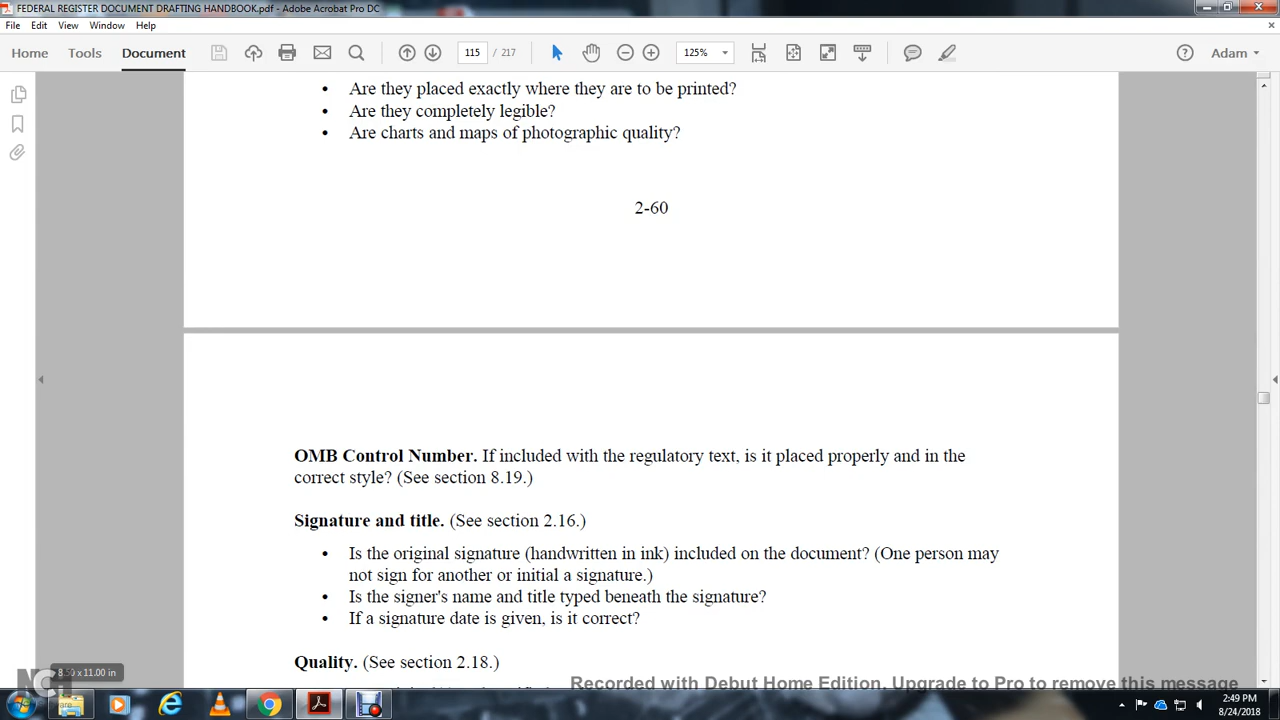 FEDERAL REGISTER DOCUMENT DRAFTING HANDBOOK.pdf - Adobe Acrobat Pro DC
File Edit View Window Help
Home Tools Document 115 / 217 125% Adam
• Are they placed exactly where they are to be printed?
• Are they completely legible?
• Are charts and maps of photographic quality?
2-60
OMB Control Number. If included with the regulatory text, is it placed properly and in the
correct style? (See section 8.19.)
Signature and title. (See section 2.16.)
• Is the original signature (handwritten in ink) included on the document? (One person may
not sign for another or initial a signature.)
• Is the signer's name and title typed beneath the signature?
• If a signature date is given, is it correct?
Quality. (See section 2.18.)
8.50 x 11.00 in
Recorded with Debut Home Edition. Upgrade to Pro to remove this message
2:49 PM
8/24/2018